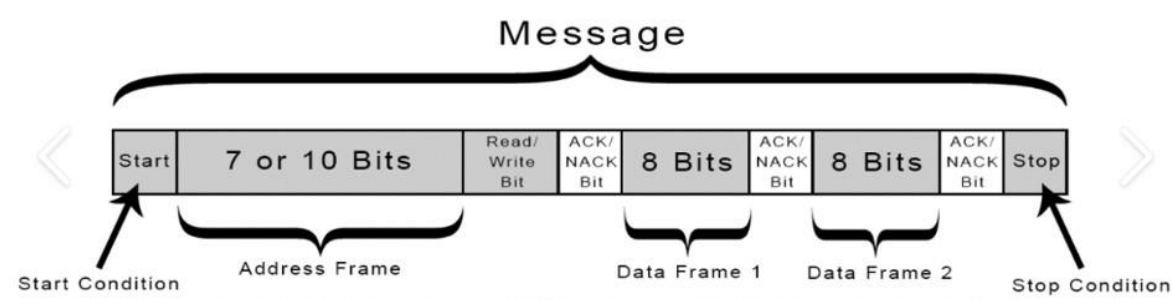 Message
Start
7 or 10 Bits
Read/
Write
Bit
ACK/
NACK
Bit
8 Bits
ACK/
NACK
Bit
8 Bits
ACK/
NACK
Bit
Stop
Start Condition
Address Frame
Data Frame 1
Data Frame 2
Stop Condition